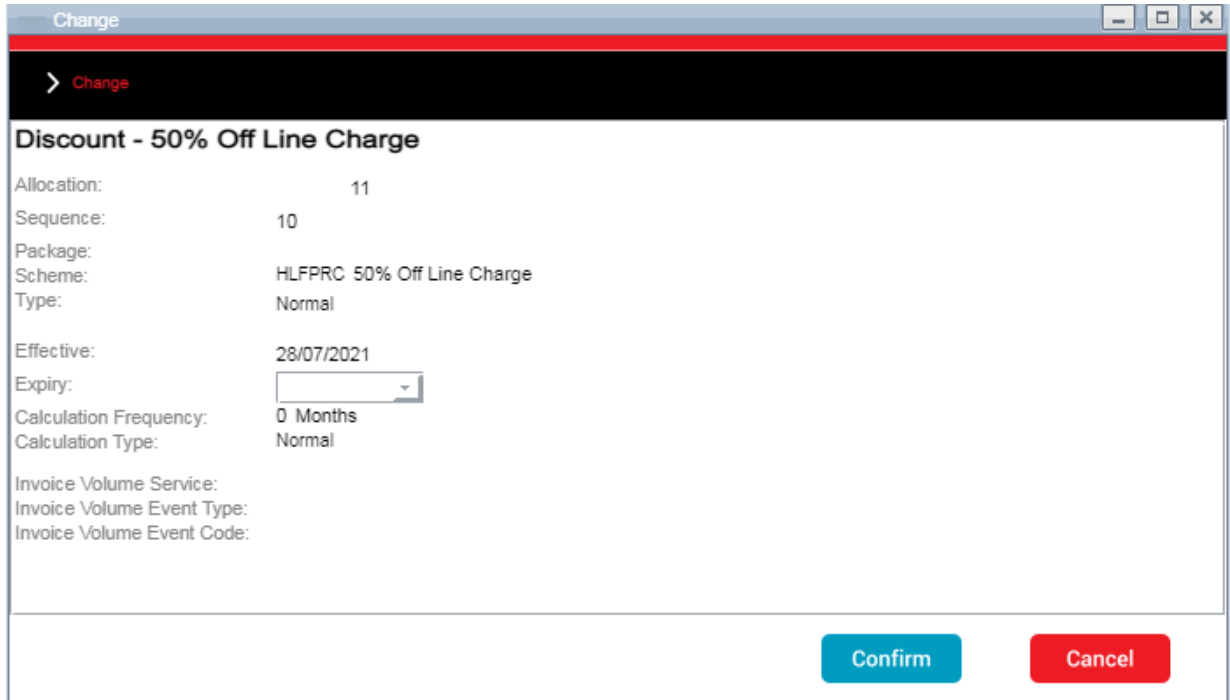 Change
Change
Discount - 50% Off Line Charge
Allocation: 11
Sequence: 10
Package:
Scheme: HLFPRC 50% Off Line Charge
Type: Normal
Effective: 28/07/2021
Expiry:
Calculation Frequency: 0 Months
Calculation Type: Normal
Invoice Volume Service:
Invoice Volume Event Type:
Invoice Volume Event Code:
Confirm Cancel